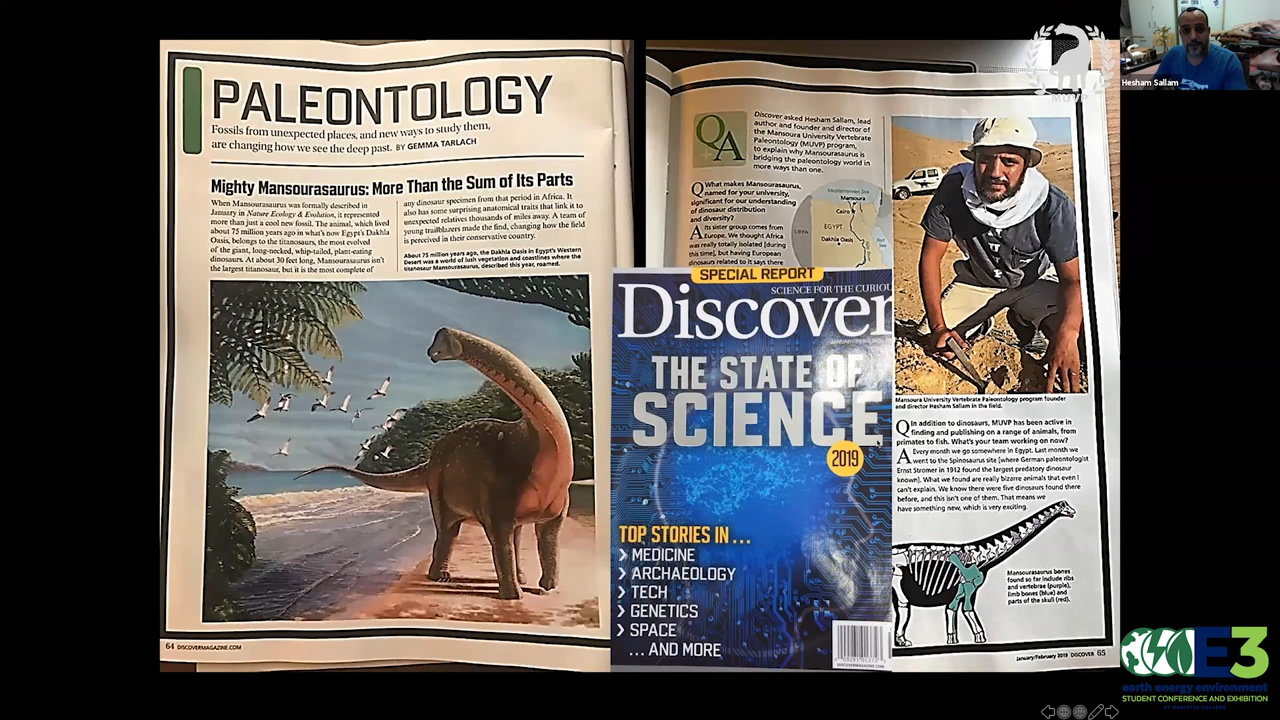 PALEONTOLOGY
Fossils from unexpected places, and new ways to study them,
are changing how we see the deep past. BY GEMMA TARLACH
Mighty Mansourasaurus: More Than the Sum of Its Parts
When Mansourasaurus was formally described in
January in Nature Ecology & Evolution, it represented
more than just a cool new fossil. The animal, which lived
about 75 million years ago in what's now Egypt's Dakhla
Oasis, belongs to the titanosaurs, the most evolved
of the giant, long-necked, whip-tailed, plant-eating
dinosaurs. At about 30 feet long, Mansourasaurus isn't
the largest titanosaur, but it is the most complete of
any dinosaur specimen from that period in Africa. It
also has some surprising anatomical traits that link it to
unexpected relatives thousands of miles away. A team of
young trailblazers made the find, changing how the field
is perceived in their conservative country.
About 75 million years ago, the Dakhla Oasis in Egypt's Western
Desert was a world of lush vegetation and coastlines where the
titanosaur Mansourasaurus, described this year, roamed.
64 DISCOVERMAGAZINE.COM
QA
Discover asked Hesham Sallam, lead
author and founder and director of
the Mansoura University Vertebrate
Paleontology (MUVP) program,
to explain why Mansourasaurus is
bridging the paleontology world in
more ways than one.
Q What makes Mansourasaurus,
named for your university,
significant for our understanding
of dinosaur distribution
and diversity?
A Its sister group comes from
Europe. We thought Africa
was really totally isolated [during
this time], but having European
dinosaurs related to it says there
Mediterranean Sea
Mansoura
Cairo
LIBYA
EGYPT
Dakhla Oasis
Red
Sea
MUVP
Mansoura University Vertebrate Paleontology program founder
and director Hesham Sallam in the field.
Q In addition to dinosaurs, MUVP has been active in
finding and publishing on a range of animals, from
primates to fish. What's your team working on now?
A Every month we go somewhere in Egypt. Last month we
went to the Spinosaurus site [where German paleontologist
Ernst Stromer in 1912 found the largest predatory dinosaur
known]. What we found are really bizarre animals that even I
can't explain. We know there were five dinosaurs found there
before, and this isn't one of them. That means we
have something new, which is very exciting.
Mansourasaurus bones
found so far include ribs
and vertebrae (purple),
limb bones (blue) and
parts of the skull (red).
January/February 2019 DISCOVER 65
SPECIAL REPORT
SCIENCE FOR THE CURIOU
Discover
THE STATE OF
SCIENCE
2019
TOP STORIES IN ...
> MEDICINE
> ARCHAEOLOGY
> TECH
> GENETICS
> SPACE
... AND MORE
Hesham Sallam
E3
earth energy environment
STUDENT CONFERENCE AND EXHIBITION
AT MARIETTA COLLEGE